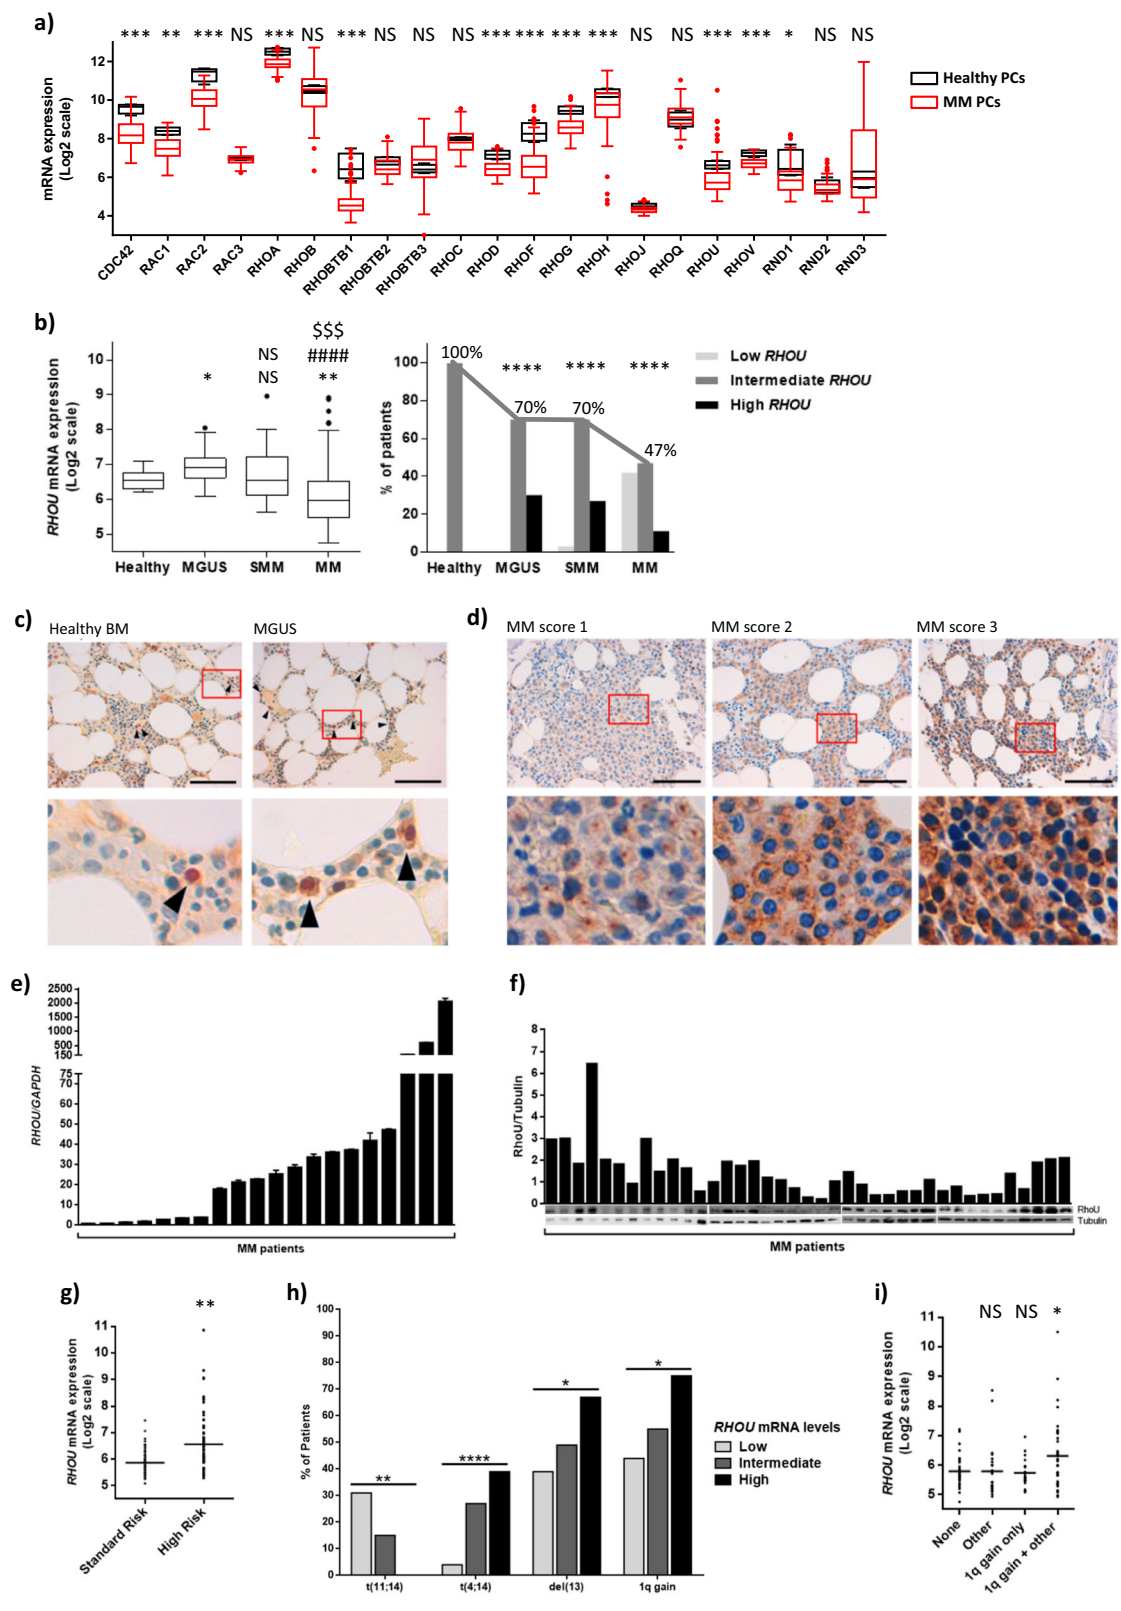 a)
*** ** *** NS *** NS *** NS NS NS *** *** *** *** NS NS *** *** * NS NS
mRNA expression
(Log2 scale)
12
10
8
6
4
Healthy PCs
MM PCs
CDC42 RAC1 RAC2 RAC3 RHOA RHOB RHOBTB1 RHOBTB2 RHOBTB3 RHOC RHOD RHOF RHOG RHOH RHOJ RHOQ RHOU RHOV RND1 RND2 RND3
b)
RHOU mRNA expression
(Log2 scale)
10
9
8
7
6
5
$$$
NS ####
* NS **
Healthy MGUS SMM MM
% of patients
100
80
60
40
20
0
100%
70%
70%
47%
**** **** ****
Healthy MGUS SMM MM
Low RHOU
Intermediate RHOU
High RHOU
c)
Healthy BM
MGUS
d)
MM score 1
MM score 2
MM score 3
e)
RHOU/GAPDH
2500
2000
1500
1000
500
150
75
60
50
40
30
20
10
0
MM patients
f)
RhoU/Tubulin
8
7
6
5
4
3
2
1
0
RhoU
Tubulin
MM patients
g)
**
RHOU mRNA expression
(Log2 scale)
11
10
9
8
7
6
5
Standard Risk
High Risk
h)
% of Patients
100
90
80
70
60
50
40
30
20
10
0
**
****
*
*
t(11;14) t(4;14) del(13) 1q gain
RHOU mRNA levels
Low
Intermediate
High
i)
NS NS *
RHOU mRNA expression
(Log2 scale)
11
10
9
8
7
6
5
None
Other
1q gain only
1q gain + other